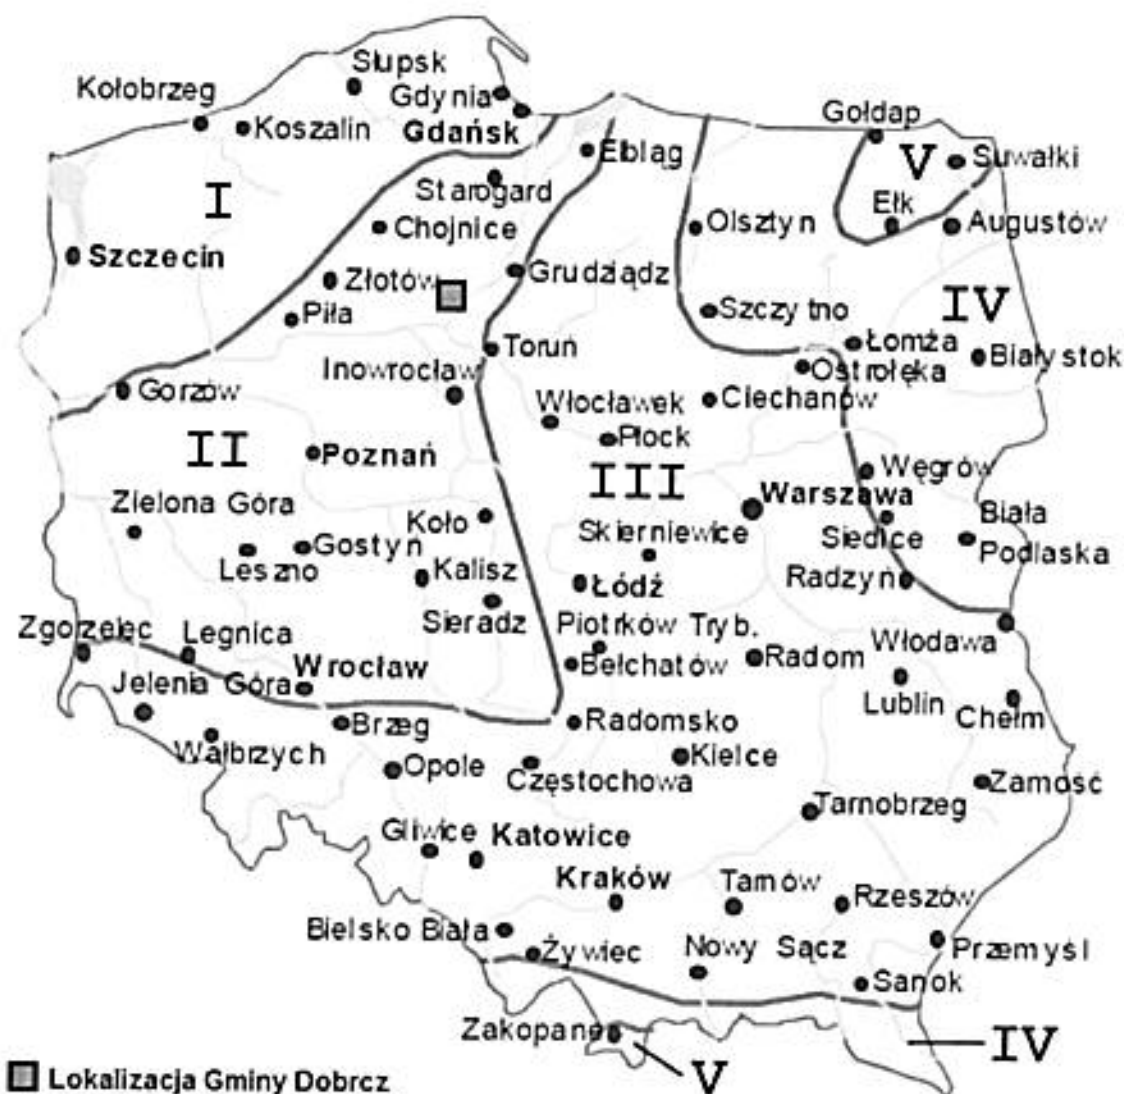 Słupsk
Kołobrzeg
Gdynia
Koszalin
Gdańsk
Gołdap
Elbląg
V
Suwałki
I
Starogard
Chojnice
Ełk
Augustów
Olsztyn
Szczecin
Złotów
Grudziądz
Piła
Szczytno
IV
Toruń
Łomża
Białystok
Inowrocław
Ostrołęka
Gorzów
Włocławek
Ciechanów
Płock
II
Poznań
III
Węgrów
Warszawa
Zielona Góra
Koło
Skierniewice
Siedlce
Biała
Podlaska
Gostyń
Leszno
Kalisz
Łódź
Radzyń
Sieradz
Zgorzelec
Legnica
Piotrków Tryb.
Włodawa
Wrocław
Bełchatów
Radom
Jelenia Góra
Lublin
Chełm
Brzeg
Radomsko
Wałbrzych
Opole
Częstochowa
Kielce
Zamość
Tarnobrzeg
Gliwice
Katowice
Kraków
Tarnów
Rzeszów
Bielsko Biała
Żywiec
Nowy Sącz
Przemyśl
Sanok
Zakopane
IV
V
Lokalizacja Gminy Dobrcz